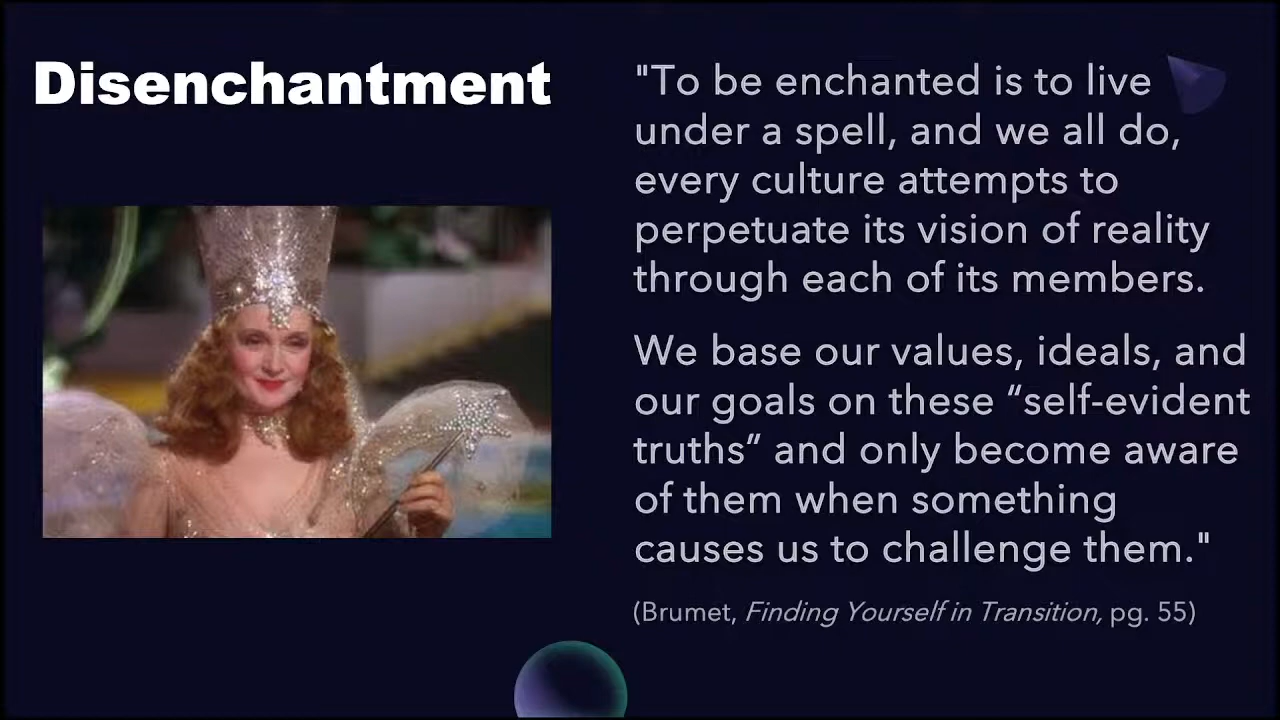 Disenchantment
"To be enchanted is to live
under a spell, and we all do,
every culture attempts to
perpetuate its vision of reality
through each of its members.
We base our values, ideals, and
our goals on these “self-evident
truths” and only become aware
of them when something
causes us to challenge them."
(Brumet, Finding Yourself in Transition, pg. 55)